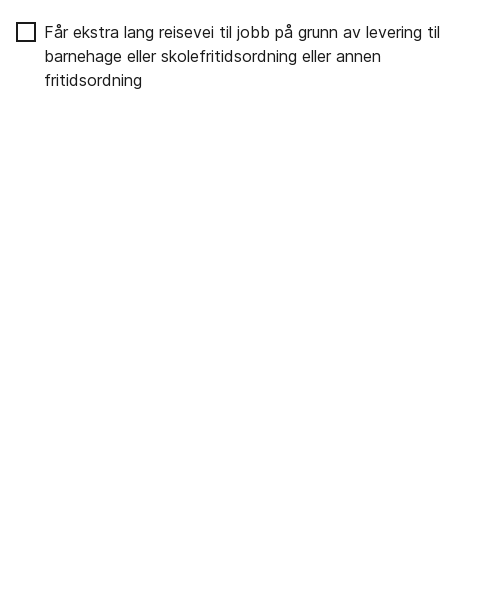 Får ekstra lang reisevei til jobb på grunn av levering til
barnehage eller skolefritidsordning eller annen
fritidsordning